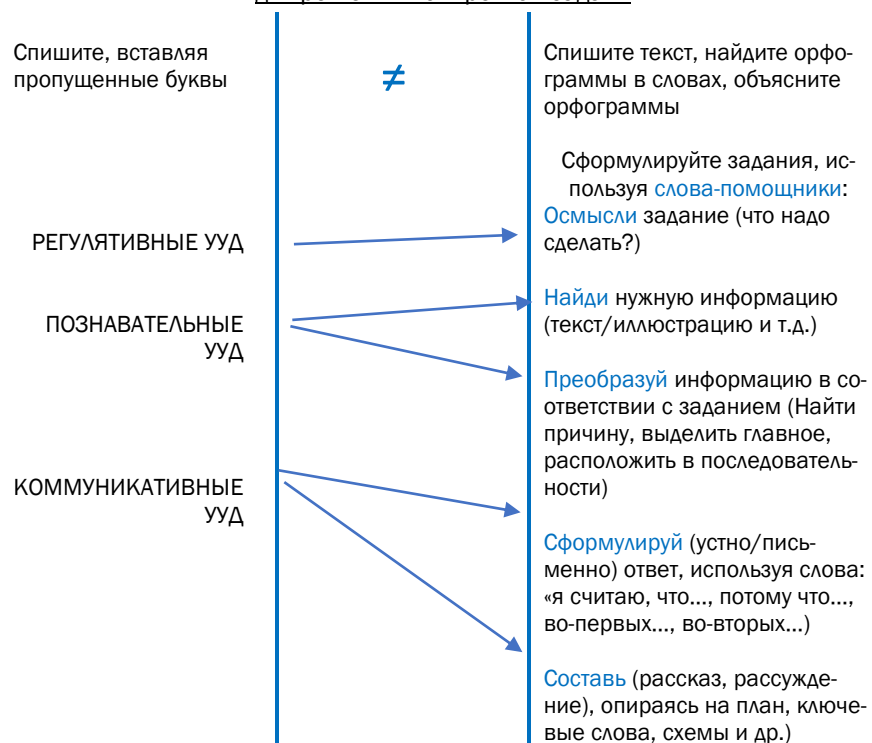 Спишите, вставляя
пропущенные буквы
≠
Спишите текст, найдите орфо-
граммы в словах, объясните
орфограммы
Сформулируйте задания, ис-
пользуя слова-помощники:
РЕГУЛЯТИВНЫЕ УУД
Осмысли задание (что надо
сделать?)
ПОЗНАВАТЕЛЬНЫЕ
УУД
Найди нужную информацию
(текст/иллюстрацию и т.д.)
Преобразуй информацию в со-
ответствии с заданием (Найти
причину, выделить главное,
расположить в последователь-
ности)
КОММУНИКАТИВНЫЕ
УУД
Сформулируй (устно/пись-
менно) ответ, используя слова:
«я считаю, что..., потому что...,
во-первых..., во-вторых...)
Составь (рассказ, рассужде-
ние), опираясь на план, ключе-
вые слова, схемы и др.)